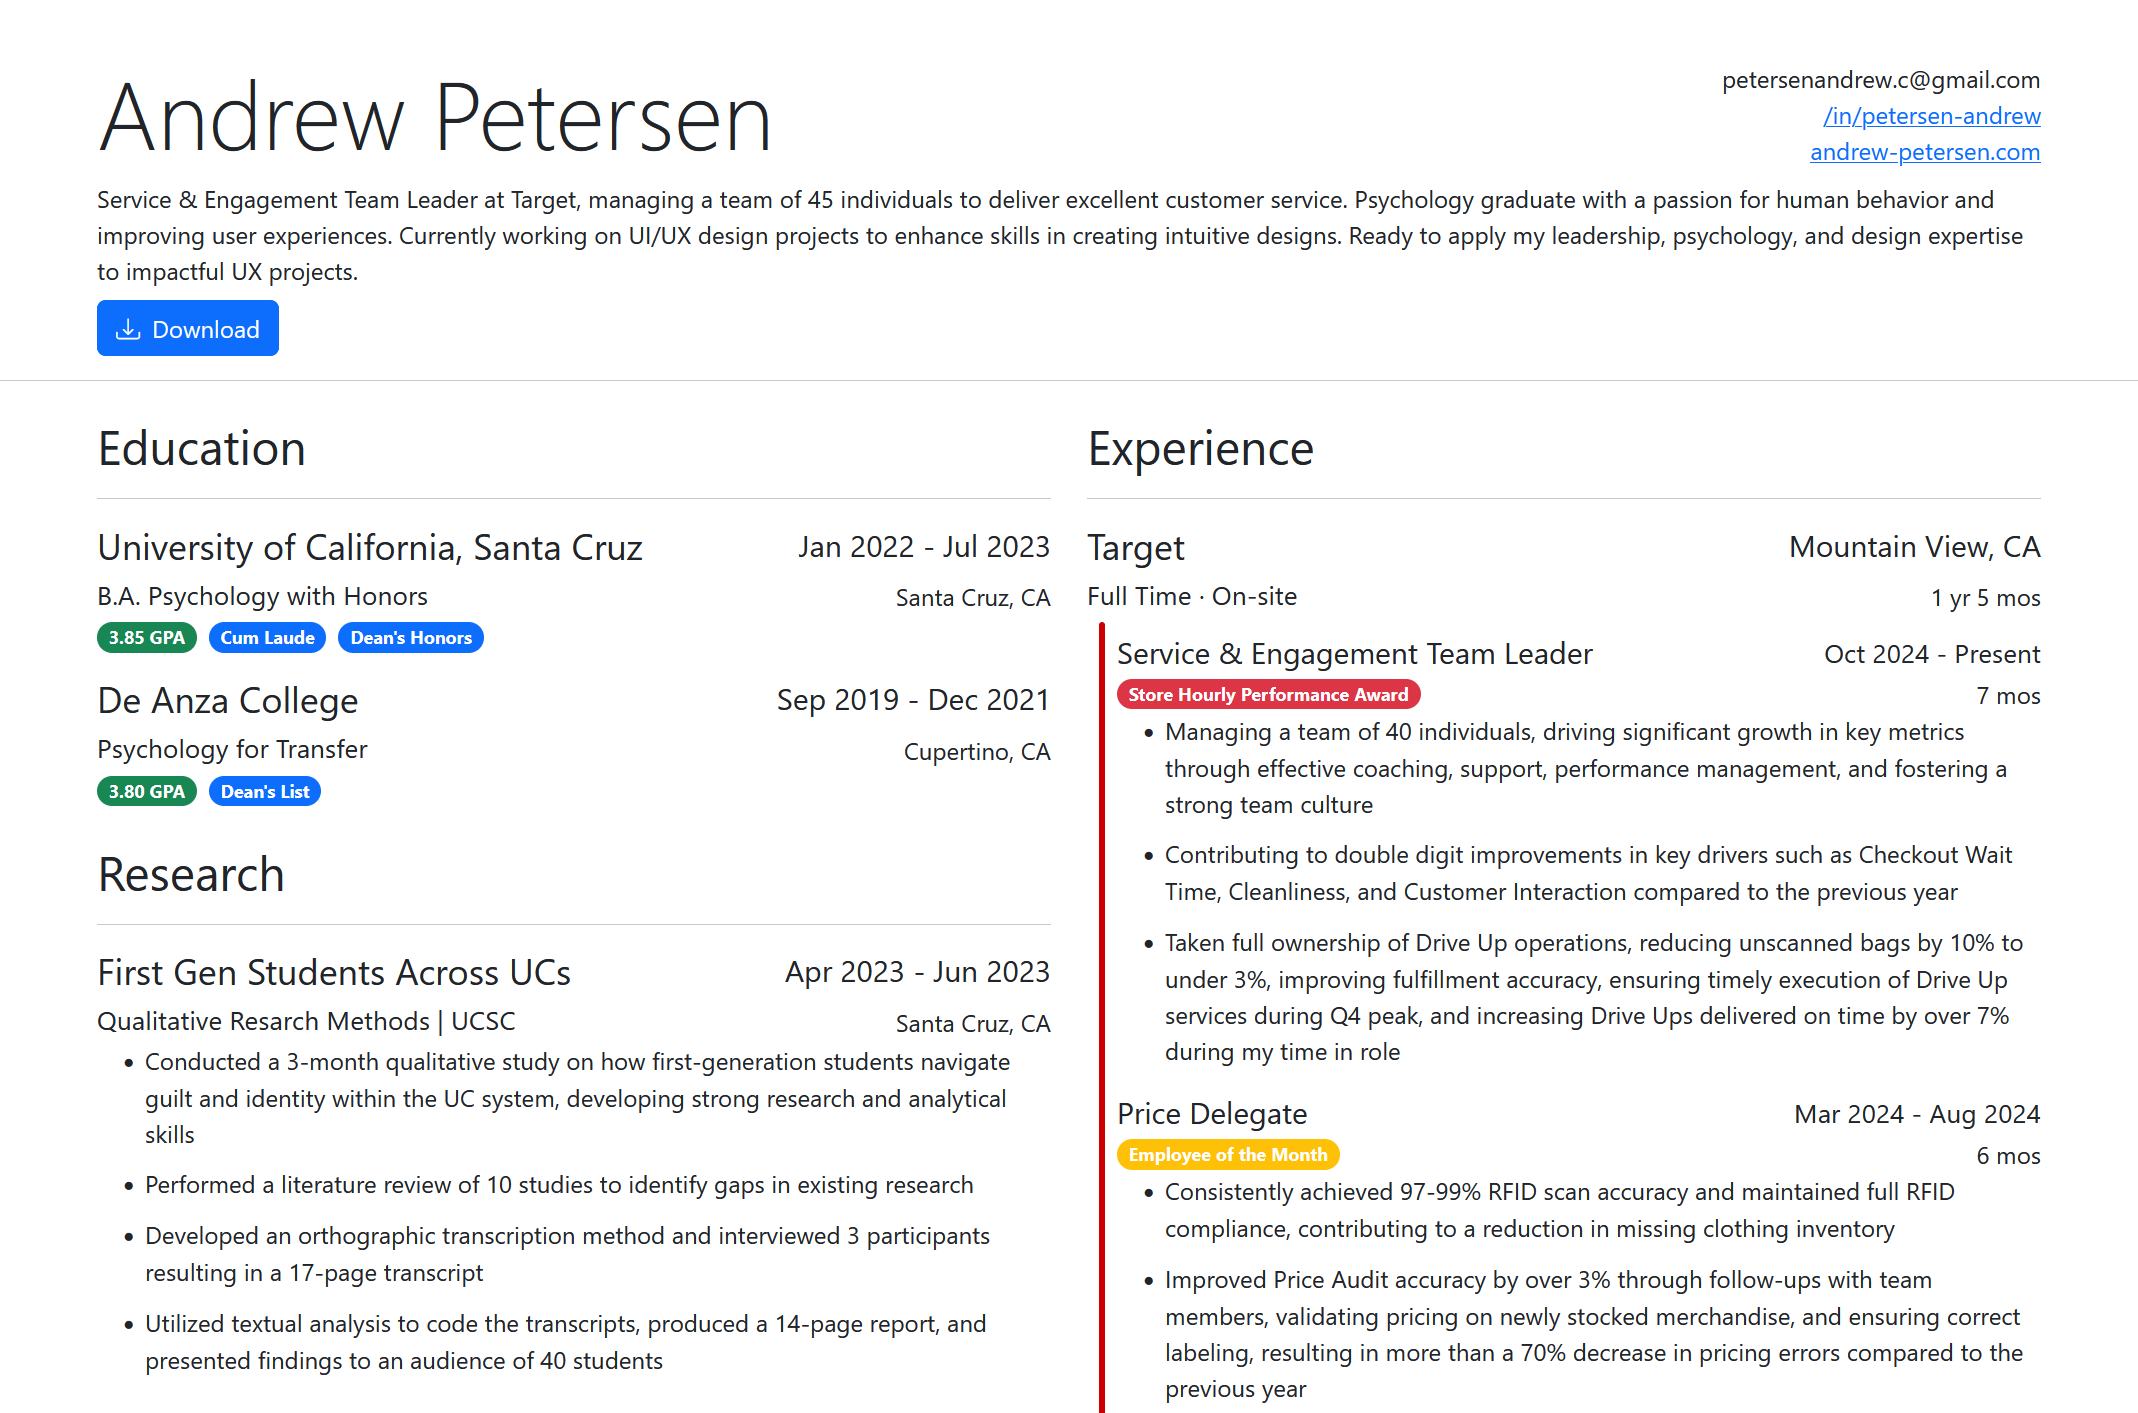 Andrew Petersen
petersenandrew.c@gmail.com
/in/petersen-andrew
andrew-petersen.com
Service & Engagement Team Leader at Target, managing a team of 45 individuals to deliver excellent customer service. Psychology graduate with a passion for human behavior and
improving user experiences. Currently working on UI/UX design projects to enhance skills in creating intuitive designs. Ready to apply my leadership, psychology, and design expertise
to impactful UX projects.
Download
Education
University of California, Santa Cruz
Jan 2022 - Jul 2023
B.A. Psychology with Honors
Santa Cruz, CA
3.85 GPA Cum Laude Dean's Honors
De Anza College
Sep 2019 - Dec 2021
Psychology for Transfer
Cupertino, CA
3.80 GPA Dean's List
Research
First Gen Students Across UCs
Apr 2023 - Jun 2023
Qualitative Resarch Methods | UCSC
Santa Cruz, CA
• Conducted a 3-month qualitative study on how first-generation students navigate
guilt and identity within the UC system, developing strong research and analytical
skills
• Performed a literature review of 10 studies to identify gaps in existing research
• Developed an orthographic transcription method and interviewed 3 participants
resulting in a 17-page transcript
• Utilized textual analysis to code the transcripts, produced a 14-page report, and
presented findings to an audience of 40 students
Experience
Target
Mountain View, CA
Full Time · On-site
1 yr 5 mos
Service & Engagement Team Leader
Oct 2024 - Present
Store Hourly Performance Award
7 mos
• Managing a team of 40 individuals, driving significant growth in key metrics
through effective coaching, support, performance management, and fostering a
strong team culture
• Contributing to double digit improvements in key drivers such as Checkout Wait
Time, Cleanliness, and Customer Interaction compared to the previous year
• Taken full ownership of Drive Up operations, reducing unscanned bags by 10% to
under 3%, improving fulfillment accuracy, ensuring timely execution of Drive Up
services during Q4 peak, and increasing Drive Ups delivered on time by over 7%
during my time in role
Price Delegate
Mar 2024 - Aug 2024
Employee of the Month
6 mos
• Consistently achieved 97-99% RFID scan accuracy and maintained full RFID
compliance, contributing to a reduction in missing clothing inventory
• Improved Price Audit accuracy by over 3% through follow-ups with team
members, validating pricing on newly stocked merchandise, and ensuring correct
labeling, resulting in more than a 70% decrease in pricing errors compared to the
previous year